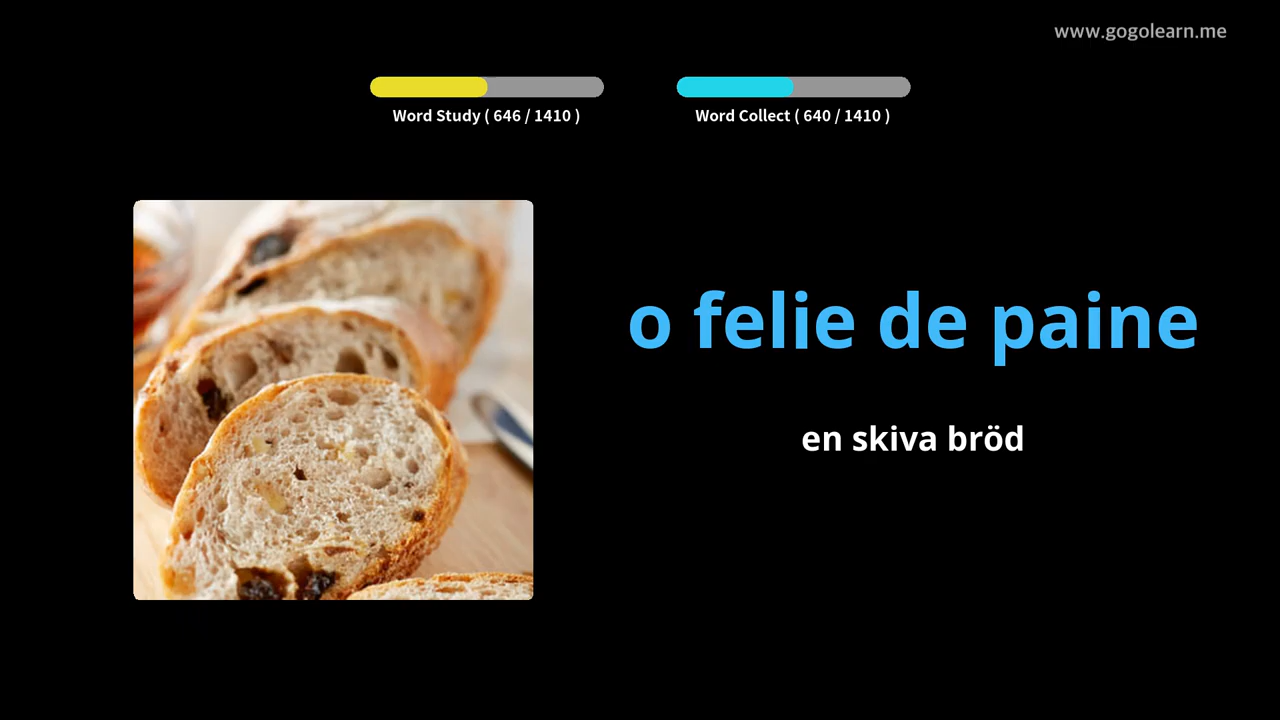 www.gogolearn.me
Word Study ( 646 / 1410 )
Word Collect ( 640 / 1410 )
o felie de paine
en skiva bröd